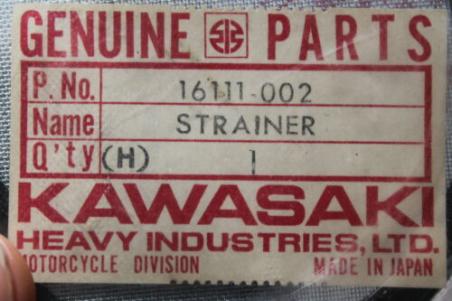 GENUINE PARTS
P. No. 16111-002
Name STRAINER
Q'ty (H) 1
KAWASAKI
HEAVY INDUSTRIES, LTD.
MOTORCYCLE DIVISION MADE IN JAPAN